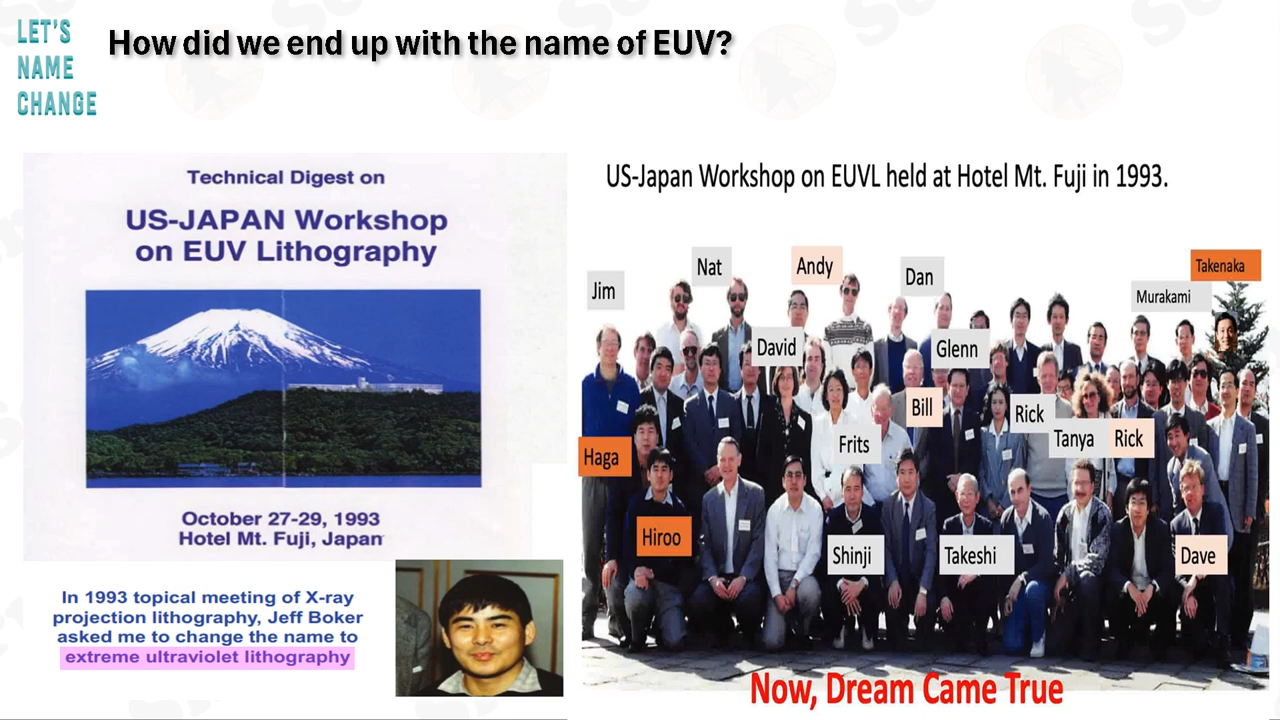 LET'S
NAME
CHANGE
How did we end up with the name of EUV?
Technical Digest on
US-JAPAN Workshop
on EUV Lithography
October 27-29, 1993
Hotel Mt. Fuji, Japan
In 1993 topical meeting of X-ray
projection lithography, Jeff Boker
asked me to change the name to
extreme ultraviolet lithography
US-Japan Workshop on EUVL held at Hotel Mt. Fuji in 1993.
Jim
Nat
Andy
Dan
Murakami
Takenaka
David
Glenn
Bill
Rick
Frits
Tanya
Rick
Haga
Hiroo
Shinji
Takeshi
Dave
Now, Dream Came True